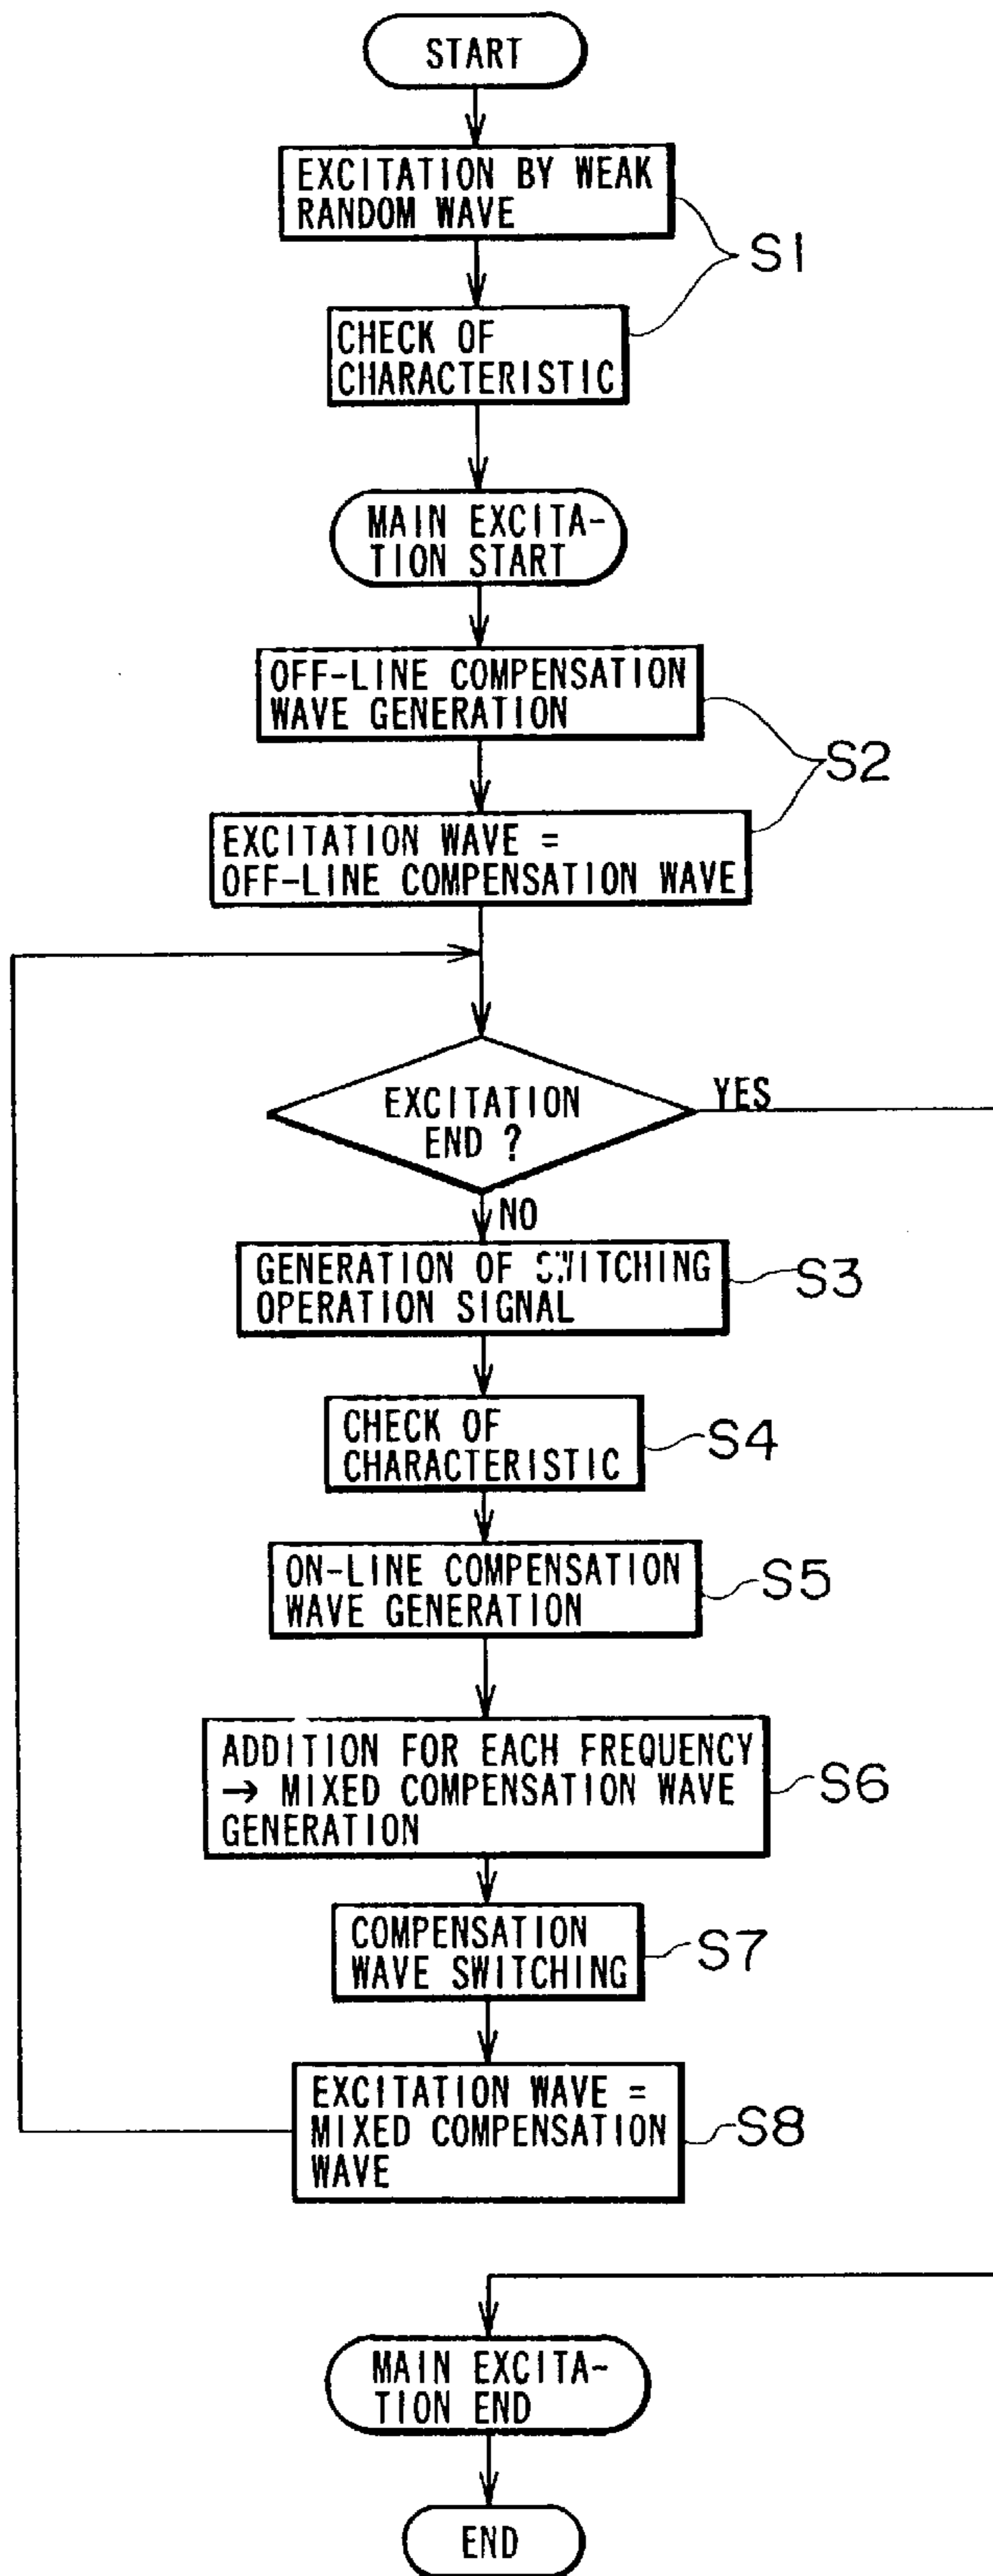 START
EXCITATION BY WEAK
RANDOM WAVE
S1
CHECK OF
CHARACTERISTIC
MAIN EXCITA-
TION START
OFF-LINE COMPENSATION
WAVE GENERATION
S2
EXCITATION WAVE =
OFF-LINE COMPENSATION WAVE
EXCITATION
END ?
YES
NO
GENERATION OF SWITCHING
OPERATION SIGNAL
S3
CHECK OF
CHARACTERISTIC
S4
ON-LINE COMPENSATION
WAVE GENERATION
S5
ADDITION FOR EACH FREQUENCY
→ MIXED COMPENSATION WAVE
GENERATION
S6
COMPENSATION
WAVE SWITCHING
S7
EXCITATION WAVE =
MIXED COMPENSATION
WAVE
S8
MAIN EXCITA-
TION END
END